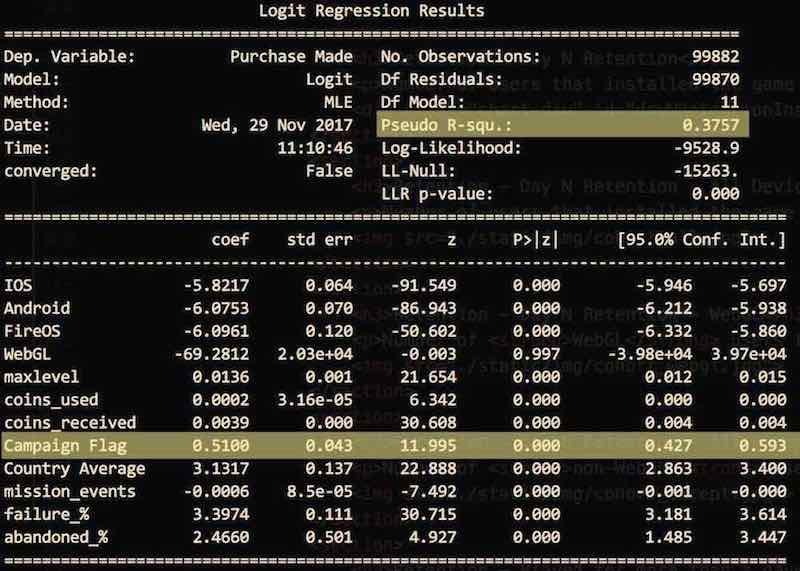 Logit Regression Results
==============================================================================
Dep. Variable: Purchase Made No. Observations: 99882
Model: Logit Df Residuals: 99870
Method: MLE Df Model: 11
Date: Wed, 29 Nov 2017 Pseudo R-squ.: 0.3757
Time: 11:10:46 Log-Likelihood: -9528.9
converged: False LL-Null: -15263.
LLR p-value: 0.000
==============================================================================
coef std err z P>|z| [95.0% Conf. Int.]
------------------------------------------------------------------------------
IOS -5.8217 0.064 -91.549 0.000 -5.946 -5.697
Android -6.0753 0.070 -86.943 0.000 -6.212 -5.938
FireOS -6.0961 0.120 -50.602 0.000 -6.332 -5.860
WebGL -69.2812 2.03e+04 -0.003 0.997 -3.98e+04 3.97e+04
maxlevel 0.0136 0.001 21.654 0.000 0.012 0.015
coins_used 0.0002 3.16e-05 6.342 0.000 0.000 0.000
coins_received 0.0039 0.000 30.608 0.000 0.004 0.004
Campaign Flag 0.5100 0.043 11.995 0.000 0.427 0.593
Country Average 3.1317 0.137 22.888 0.000 2.863 3.400
mission_events -0.0006 8.5e-05 -7.492 0.000 -0.001 -0.000
failure_% 3.3974 0.111 30.715 0.000 3.181 3.614
abandoned_% 2.4660 0.501 4.927 0.000 1.485 3.447
==============================================================================